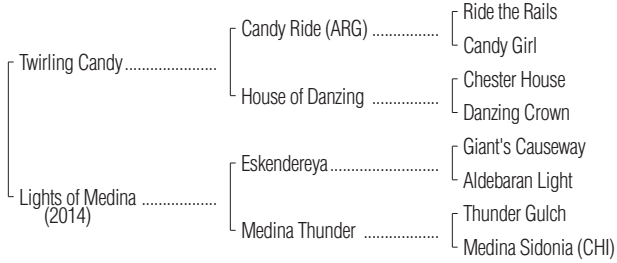 Ride the Rails
Candy Ride (ARG) ................
Candy Girl
Twirling Candy......................
Chester House
House of Danzing ................
Danzing Crown
Giant's Causeway
Eskendereya..........................
Aldebaran Light
Lights of Medina ..................
(2014)
Thunder Gulch
Medina Thunder ..................
Medina Sidonia (CHI)